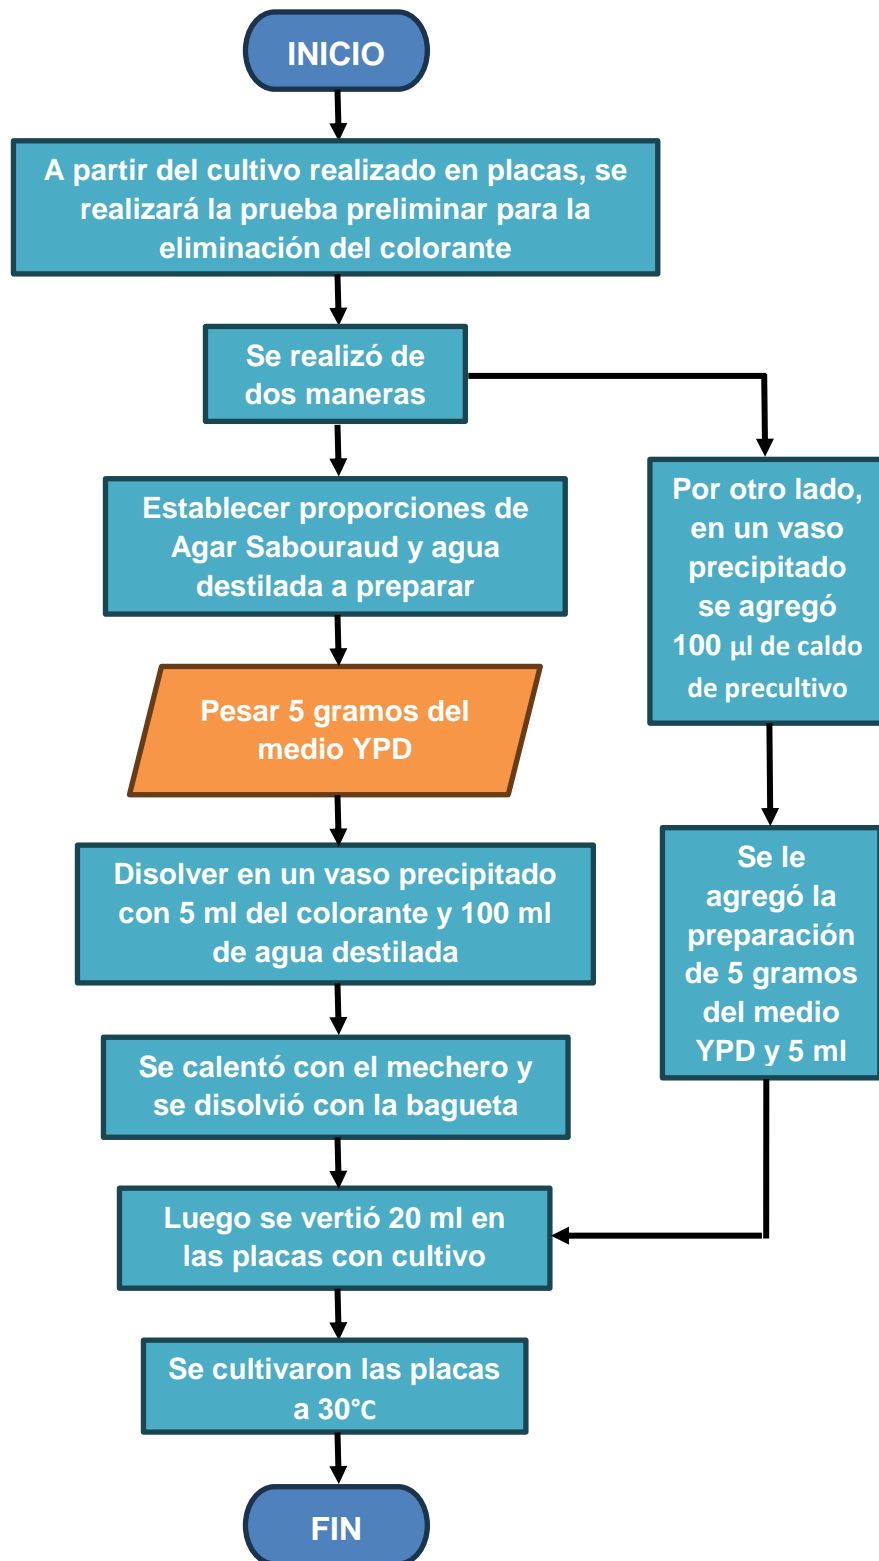 INICIO
A partir del cultivo realizado en placas, se
realizará la prueba preliminar para la
eliminación del colorante
Se realizó de
dos maneras
Establecer proporciones de
Agar Sabouraud y agua
destilada a preparar
Pesar 5 gramos del
medio YPD
Disolver en un vaso precipitado
con 5 ml del colorante y 100 ml
de agua destilada
Se calentó con el mechero y
se disolvió con la bagueta
Por otro lado,
en un vaso
precipitado
se agregó
100 µl de caldo
de precultivo
Se le
agregó la
preparación
de 5 gramos
del medio
YPD y 5 ml
Luego se vertió 20 ml en
las placas con cultivo
Se cultivaron las placas
a 30°C
FIN